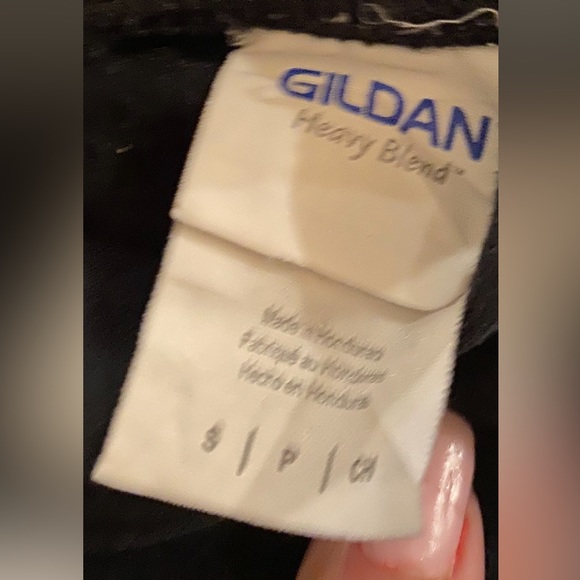 GILDAN
Heavy Blend™
Made in Honduras
Fabriqué au Honduras
Hecho en Honduras
S / P / CH